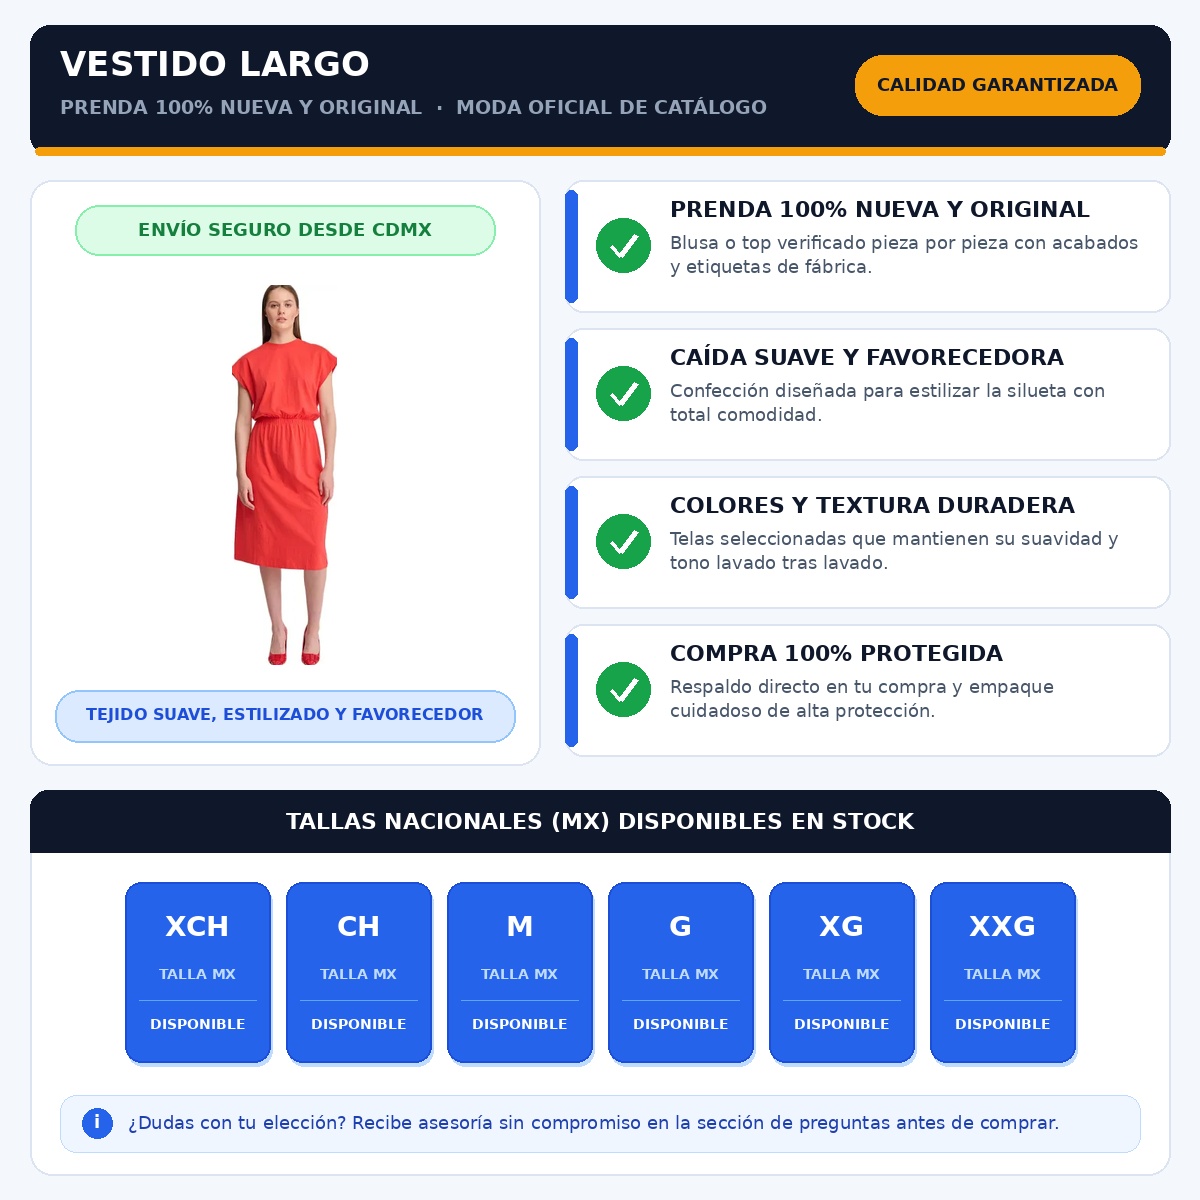 VESTIDO LARGO
PRENDA 100% NUEVA Y ORIGINAL · MODA OFICIAL DE CATÁLOGO
CALIDAD GARANTIZADA
ENVÍO SEGURO DESDE CDMX
TEJIDO SUAVE, ESTILIZADO Y FAVORECEDOR
PRENDA 100% NUEVA Y ORIGINAL
Blusa o top verificado pieza por pieza con acabados
y etiquetas de fábrica.
CAÍDA SUAVE Y FAVORECEDORA
Confección diseñada para estilizar la silueta con
total comodidad.
COLORES Y TEXTURA DURADERA
Telas seleccionadas que mantienen su suavidad y
tono lavado tras lavado.
COMPRA 100% PROTEGIDA
Respaldo directo en tu compra y empaque
cuidadoso de alta protección.
TALLAS NACIONALES (MX) DISPONIBLES EN STOCK
XCH
TALLA MX
DISPONIBLE
CH
TALLA MX
DISPONIBLE
M
TALLA MX
DISPONIBLE
G
TALLA MX
DISPONIBLE
XG
TALLA MX
DISPONIBLE
XXG
TALLA MX
DISPONIBLE
i ¿Dudas con tu elección? Recibe asesoría sin compromiso en la sección de preguntas antes de comprar.